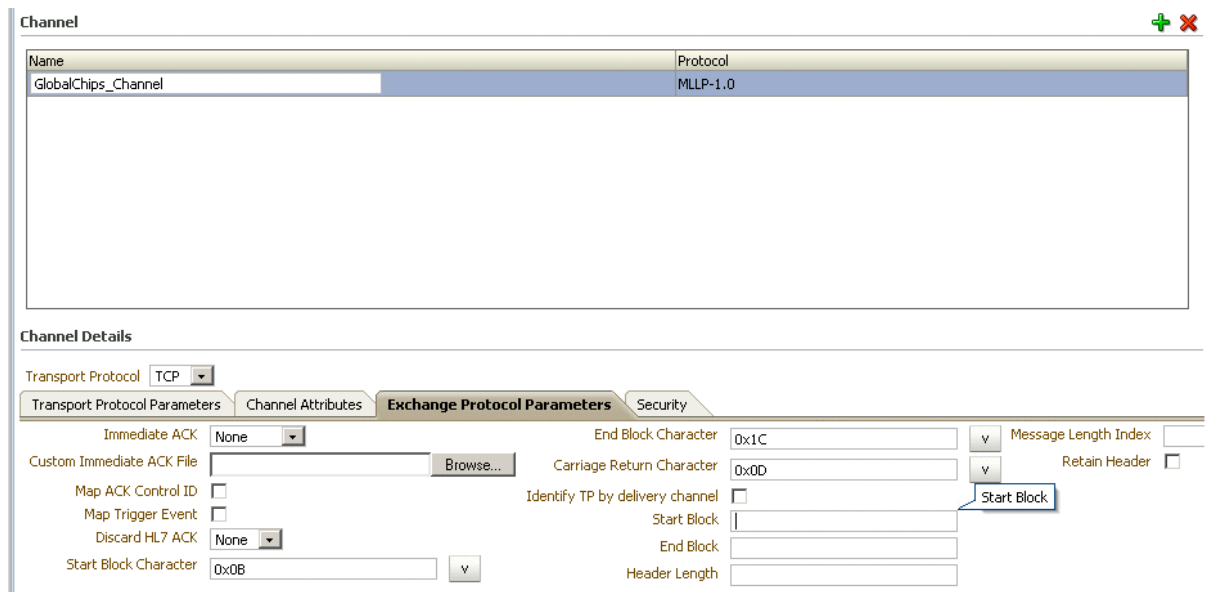 Channel
Name Protocol
GlobalChips_Channel MLLP-1.0
Channel Details
Transport Protocol TCP
Transport Protocol Parameters Channel Attributes Exchange Protocol Parameters Security
Immediate ACK None End Block Character 0x1C v Message Length Index
Custom Immediate ACK File Browse... Carriage Return Character 0x0D v Retain Header
Map ACK Control ID Identify TP by delivery channel Start Block
Map Trigger Event Start Block
Discard HL7 ACK None End Block
Start Block Character 0x0B v Header Length